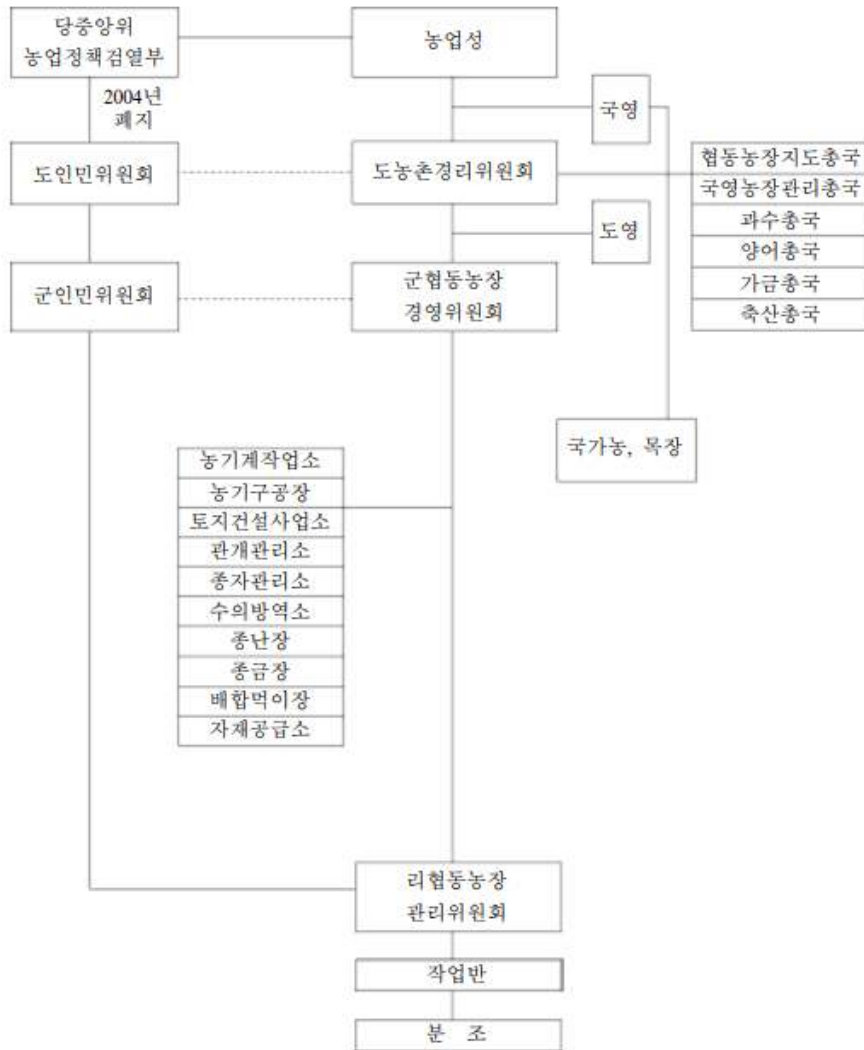 당중앙위
농업정책검열부
농업성
2004년
폐지
국영
도인민위원회
도농촌경리위원회
협동농장지도총국
국영농장관리총국
과수총국
양어총국
가금총국
축산총국
도영
군인민위원회
군협동농장
경영위원회
국가농, 목장
농기계작업소
농기구공장
토지건설사업소
관개관리소
종자관리소
수의방역소
종난장
종금장
배합먹이장
자재공급소
리협동농장
관리위원회
작업반
분 조